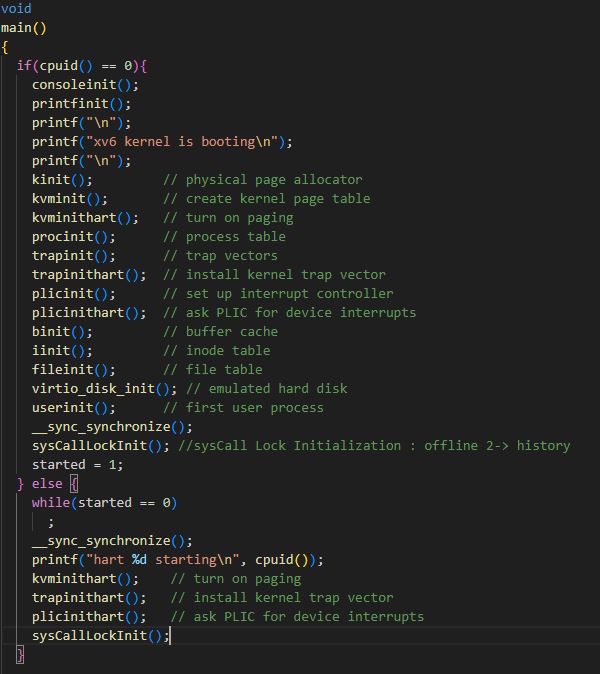 void
main()
{
  if(cpuid() == 0){
    consoleinit();
    printfinit();
    printf("\n");
    printf("xv6 kernel is booting\n");
    printf("\n");
    kinit();         // physical page allocator
    kvminit();       // create kernel page table
    kvminithart();   // turn on paging
    procinit();      // process table
    trapinit();      // trap vectors
    trapinithart();  // install kernel trap vector
    plicinit();      // set up interrupt controller
    plicinithart();  // ask PLIC for device interrupts
    binit();         // buffer cache
    iinit();         // inode table
    fileinit();      // file table
    virtio_disk_init(); // emulated hard disk
    userinit();      // first user process
    __sync_synchronize();
    sysCallLockInit(); //sysCall Lock Initialization : offline 2-> history
    started = 1;
  } else {
    while(started == 0)
      ;
    __sync_synchronize();
    printf("hart %d starting\n", cpuid());
    kvminithart();    // turn on paging
    trapinithart();   // install kernel trap vector
    plicinithart();   // ask PLIC for device interrupts
    sysCallLockInit();
  }